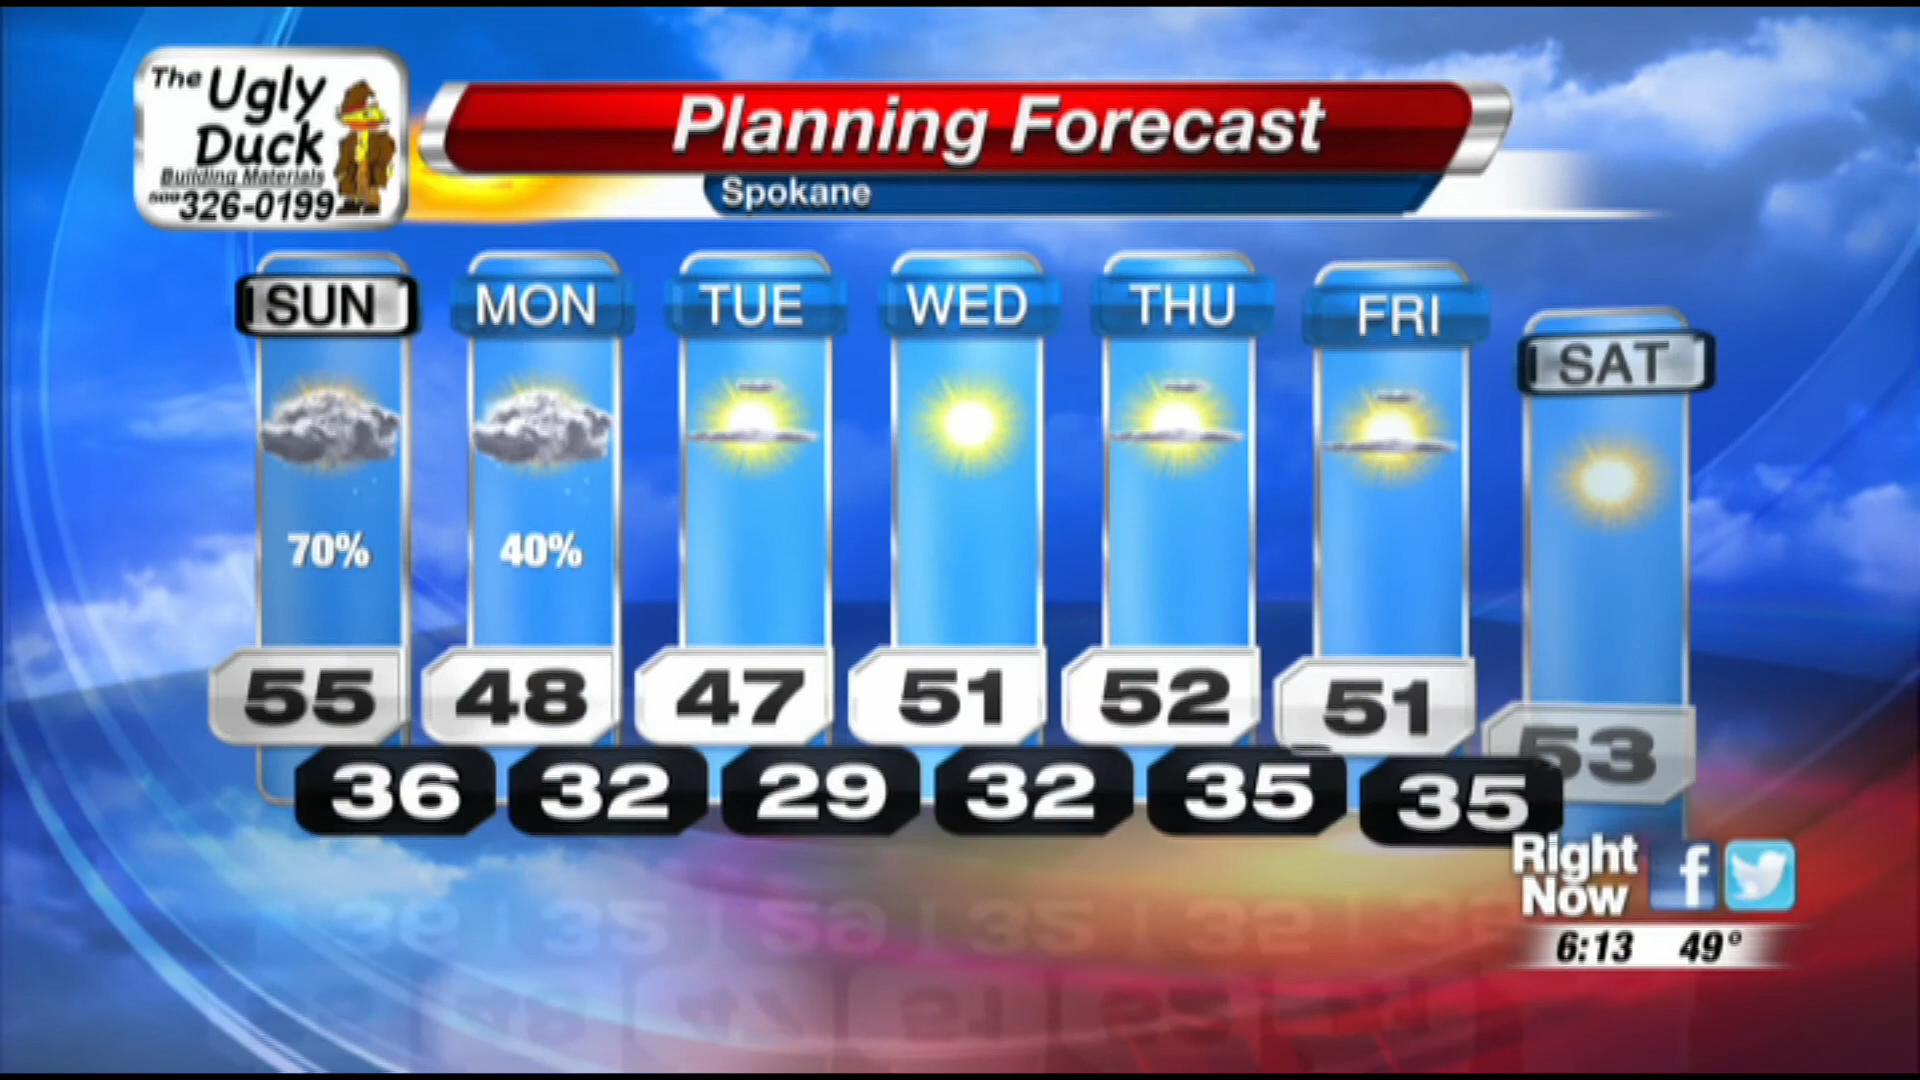 The Ugly
Duck
Building Materials
326-0199
Planning Forecast
Spokane
SUN MON TUE WED THU FRI SAT
70% 40%
55 48 47 51 52 51 53
36 32 29 32 35 35
Right
Now
6:13 49°